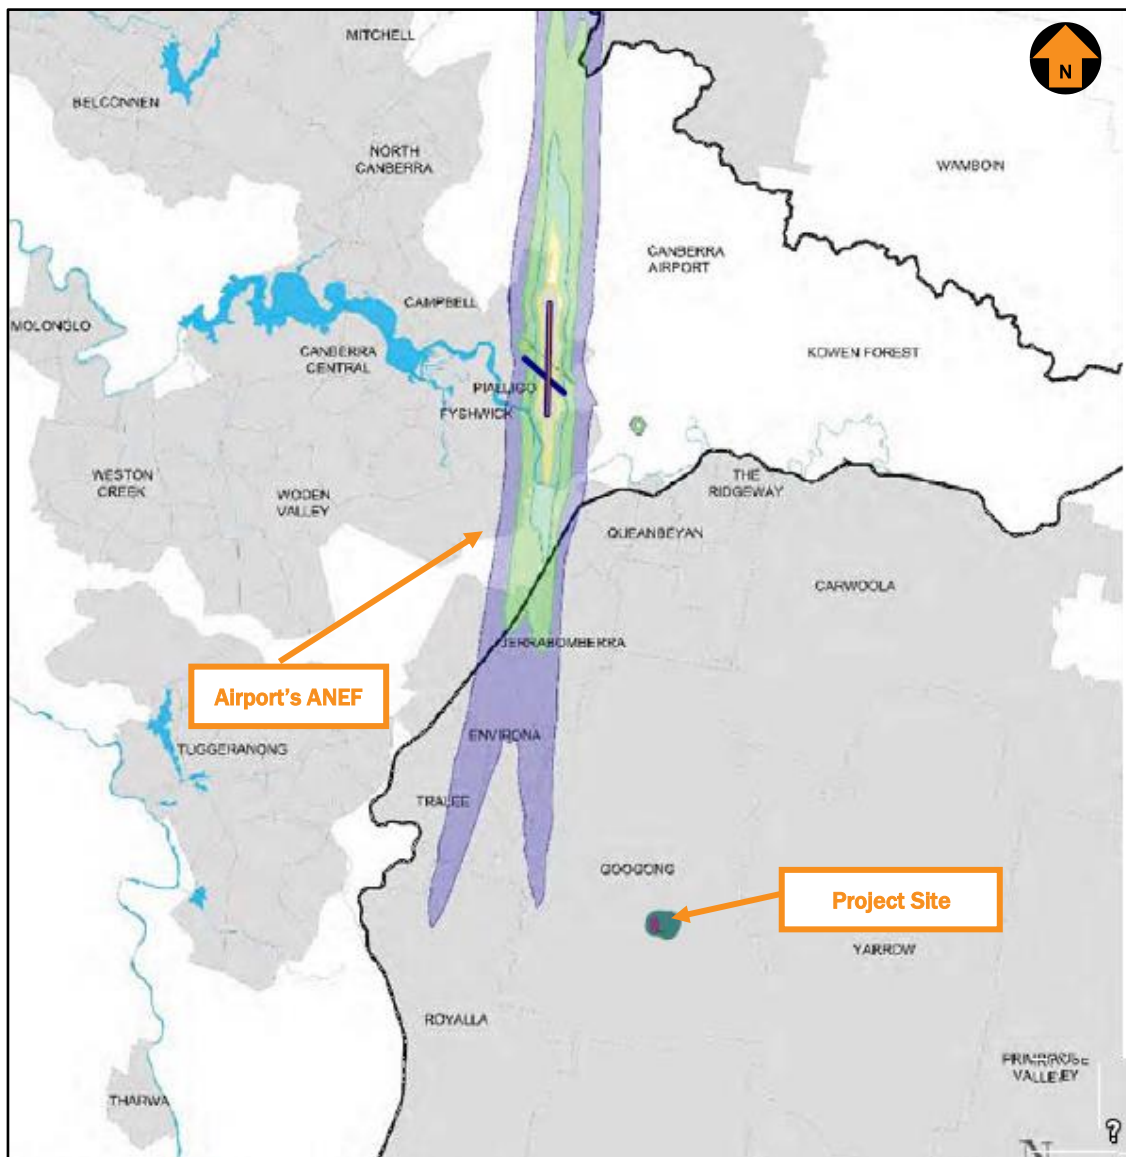 MITCHELL
N
BELCONNEN
NORTH
CANBERRA
WAMBOIN
CANBERRA
AIRPORT
CAMPBELL
MOLONGLO
CANBERRA
CENTRAL
KOWEN FOREST
PIALLIGO
FYSHWICK
WESTON
CREEK
WODEN
VALLEY
THE
RIDGEWAY
QUEANBEYAN
CARWOOLA
JERRABOMBERRA
Airport's ANEF
ENVIRONA
TUGGERANONG
TRALEE
GOOGONG
Project Site
YARROW
ROYALLA
PRIMROSE
VALLEY
THARWA
?
N